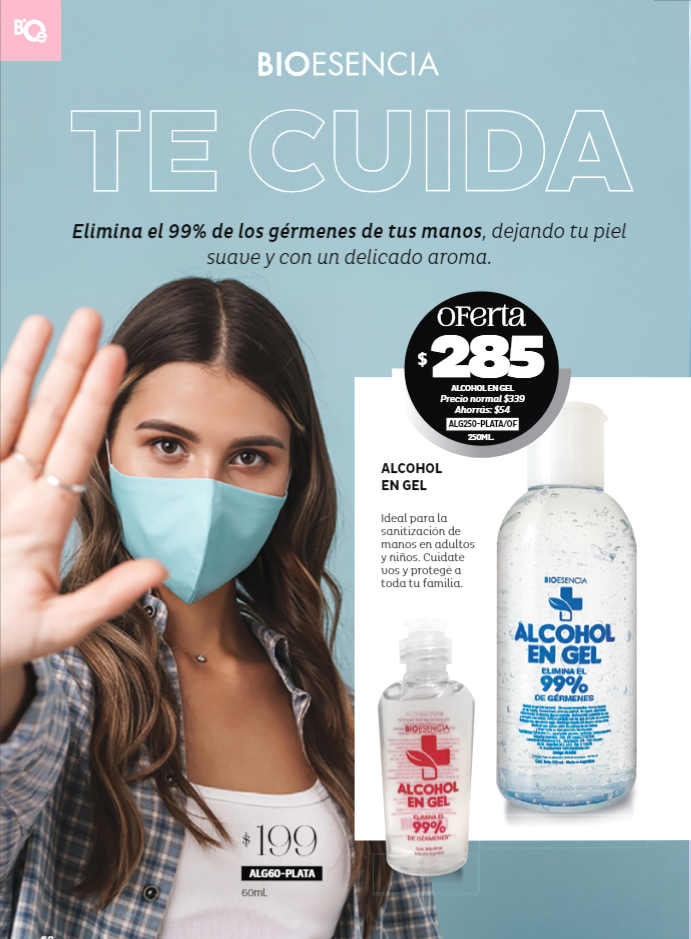 BOe
BIOESENCIA
TE CUIDA
Elimina el 99% de los gérmenes de tus manos, dejando tu piel
suave y con un delicado aroma.
OFerta
$285
ALCOHOL EN GEL
Precio normal $339
Ahorrás: $54
ALG250-PLATA/OF
250ML.
ALCOHOL
EN GEL
Ideal para la
sanitización de
manos en adultos
y niños. Cuidate
vos y protegé a
toda tu familia.
BIOESENCIA
ALCOHOL
EN GEL
ELIMINA EL
99%
DE GÉRMENES
BIOESENCIA
ALCOHOL
EN GEL
ELIMINA EL
99%
DE GÉRMENES*
$199
ALG60-PLATA
60mL